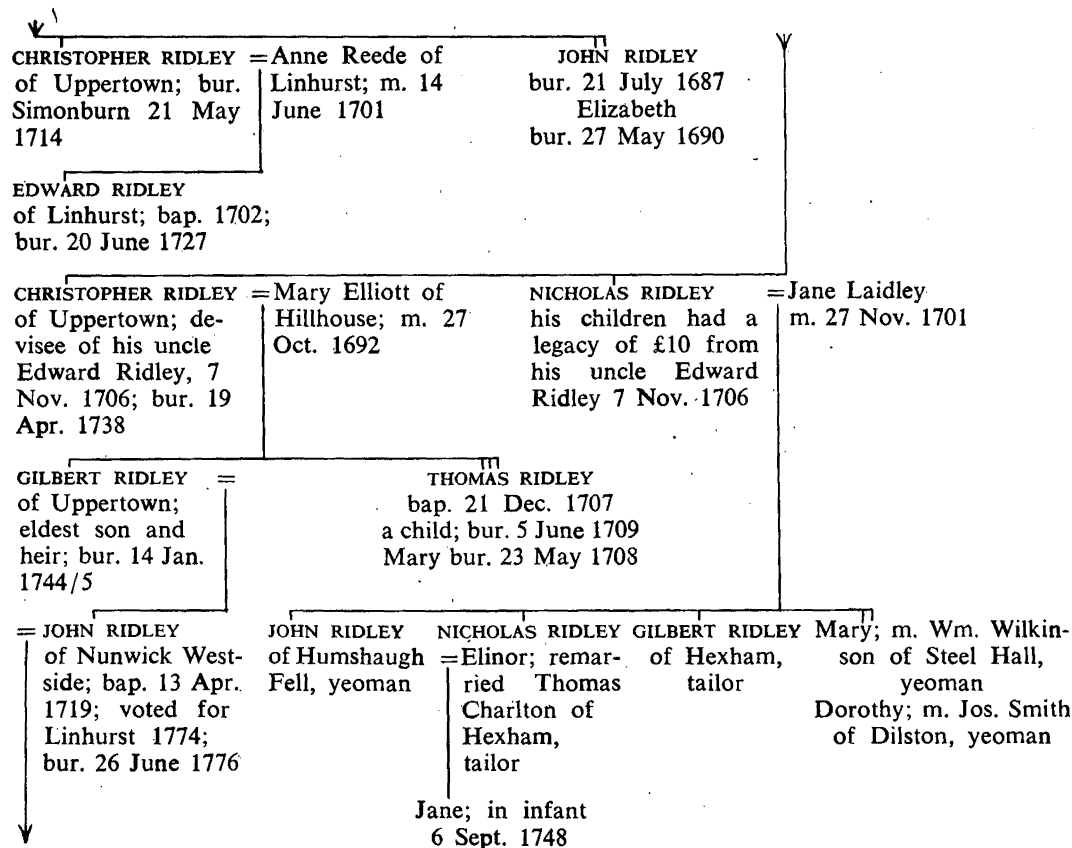 CHRISTOPHER RIDLEY
of Uppertown; bur.
Simonburn 21 May
1714
= Anne Reede of
Linhurst; m. 14
June 1701
JOHN RIDLEY
bur. 21 July 1687
Elizabeth
bur. 27 May 1690
EDWARD RIDLEY
of Linhurst; bap. 1702;
bur. 20 June 1727
CHRISTOPHER RIDLEY
of Uppertown; de-
visee of his uncle
Edward Ridley, 7
Nov. 1706; bur. 19
Apr. 1738
= Mary Elliott of
Hillhouse; m. 27
Oct. 1692
NICHOLAS RIDLEY
his children had a
legacy of £10 from
his uncle Edward
Ridley 7 Nov. 1706
= Jane Laidley
m. 27 Nov. 1701
GILBERT RIDLEY =
of Uppertown;
eldest son and
heir; bur. 14 Jan.
1744/5
THOMAS RIDLEY
bap. 21 Dec. 1707
a child; bur. 5 June 1709
Mary bur. 23 May 1708
= JOHN RIDLEY
of Nunwick West-
side; bap. 13 Apr.
1719; voted for
Linhurst 1774;
bur. 26 June 1776
JOHN RIDLEY
of Humshaugh
Fell, yeoman
NICHOLAS RIDLEY
= Elinor; remar-
ried Thomas
Charlton of
Hexham,
tailor
Jane; in infant
6 Sept. 1748
GILBERT RIDLEY
of Hexham,
tailor
Mary; m. Wm. Wilkin-
son of Steel Hall,
yeoman
Dorothy; m. Jos. Smith
of Dilston, yeoman